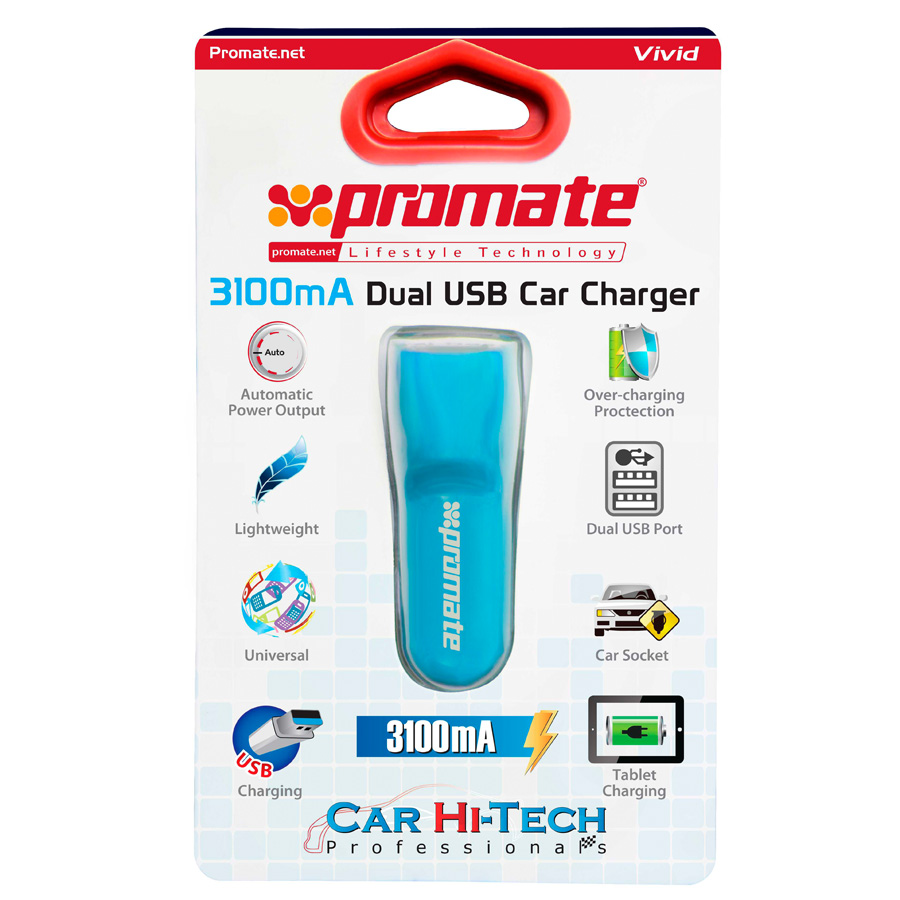 Promate.net
Vivid
promate®
promate.net Lifestyle Technology
3100mA Dual USB Car Charger
Auto
Automatic
Power Output
Over-charging
Proctection
Lightweight
Dual USB Port
promate
Universal
Car Socket
USB
Charging
3100mA
Tablet
Charging
CAR HI-TECH
Professionals